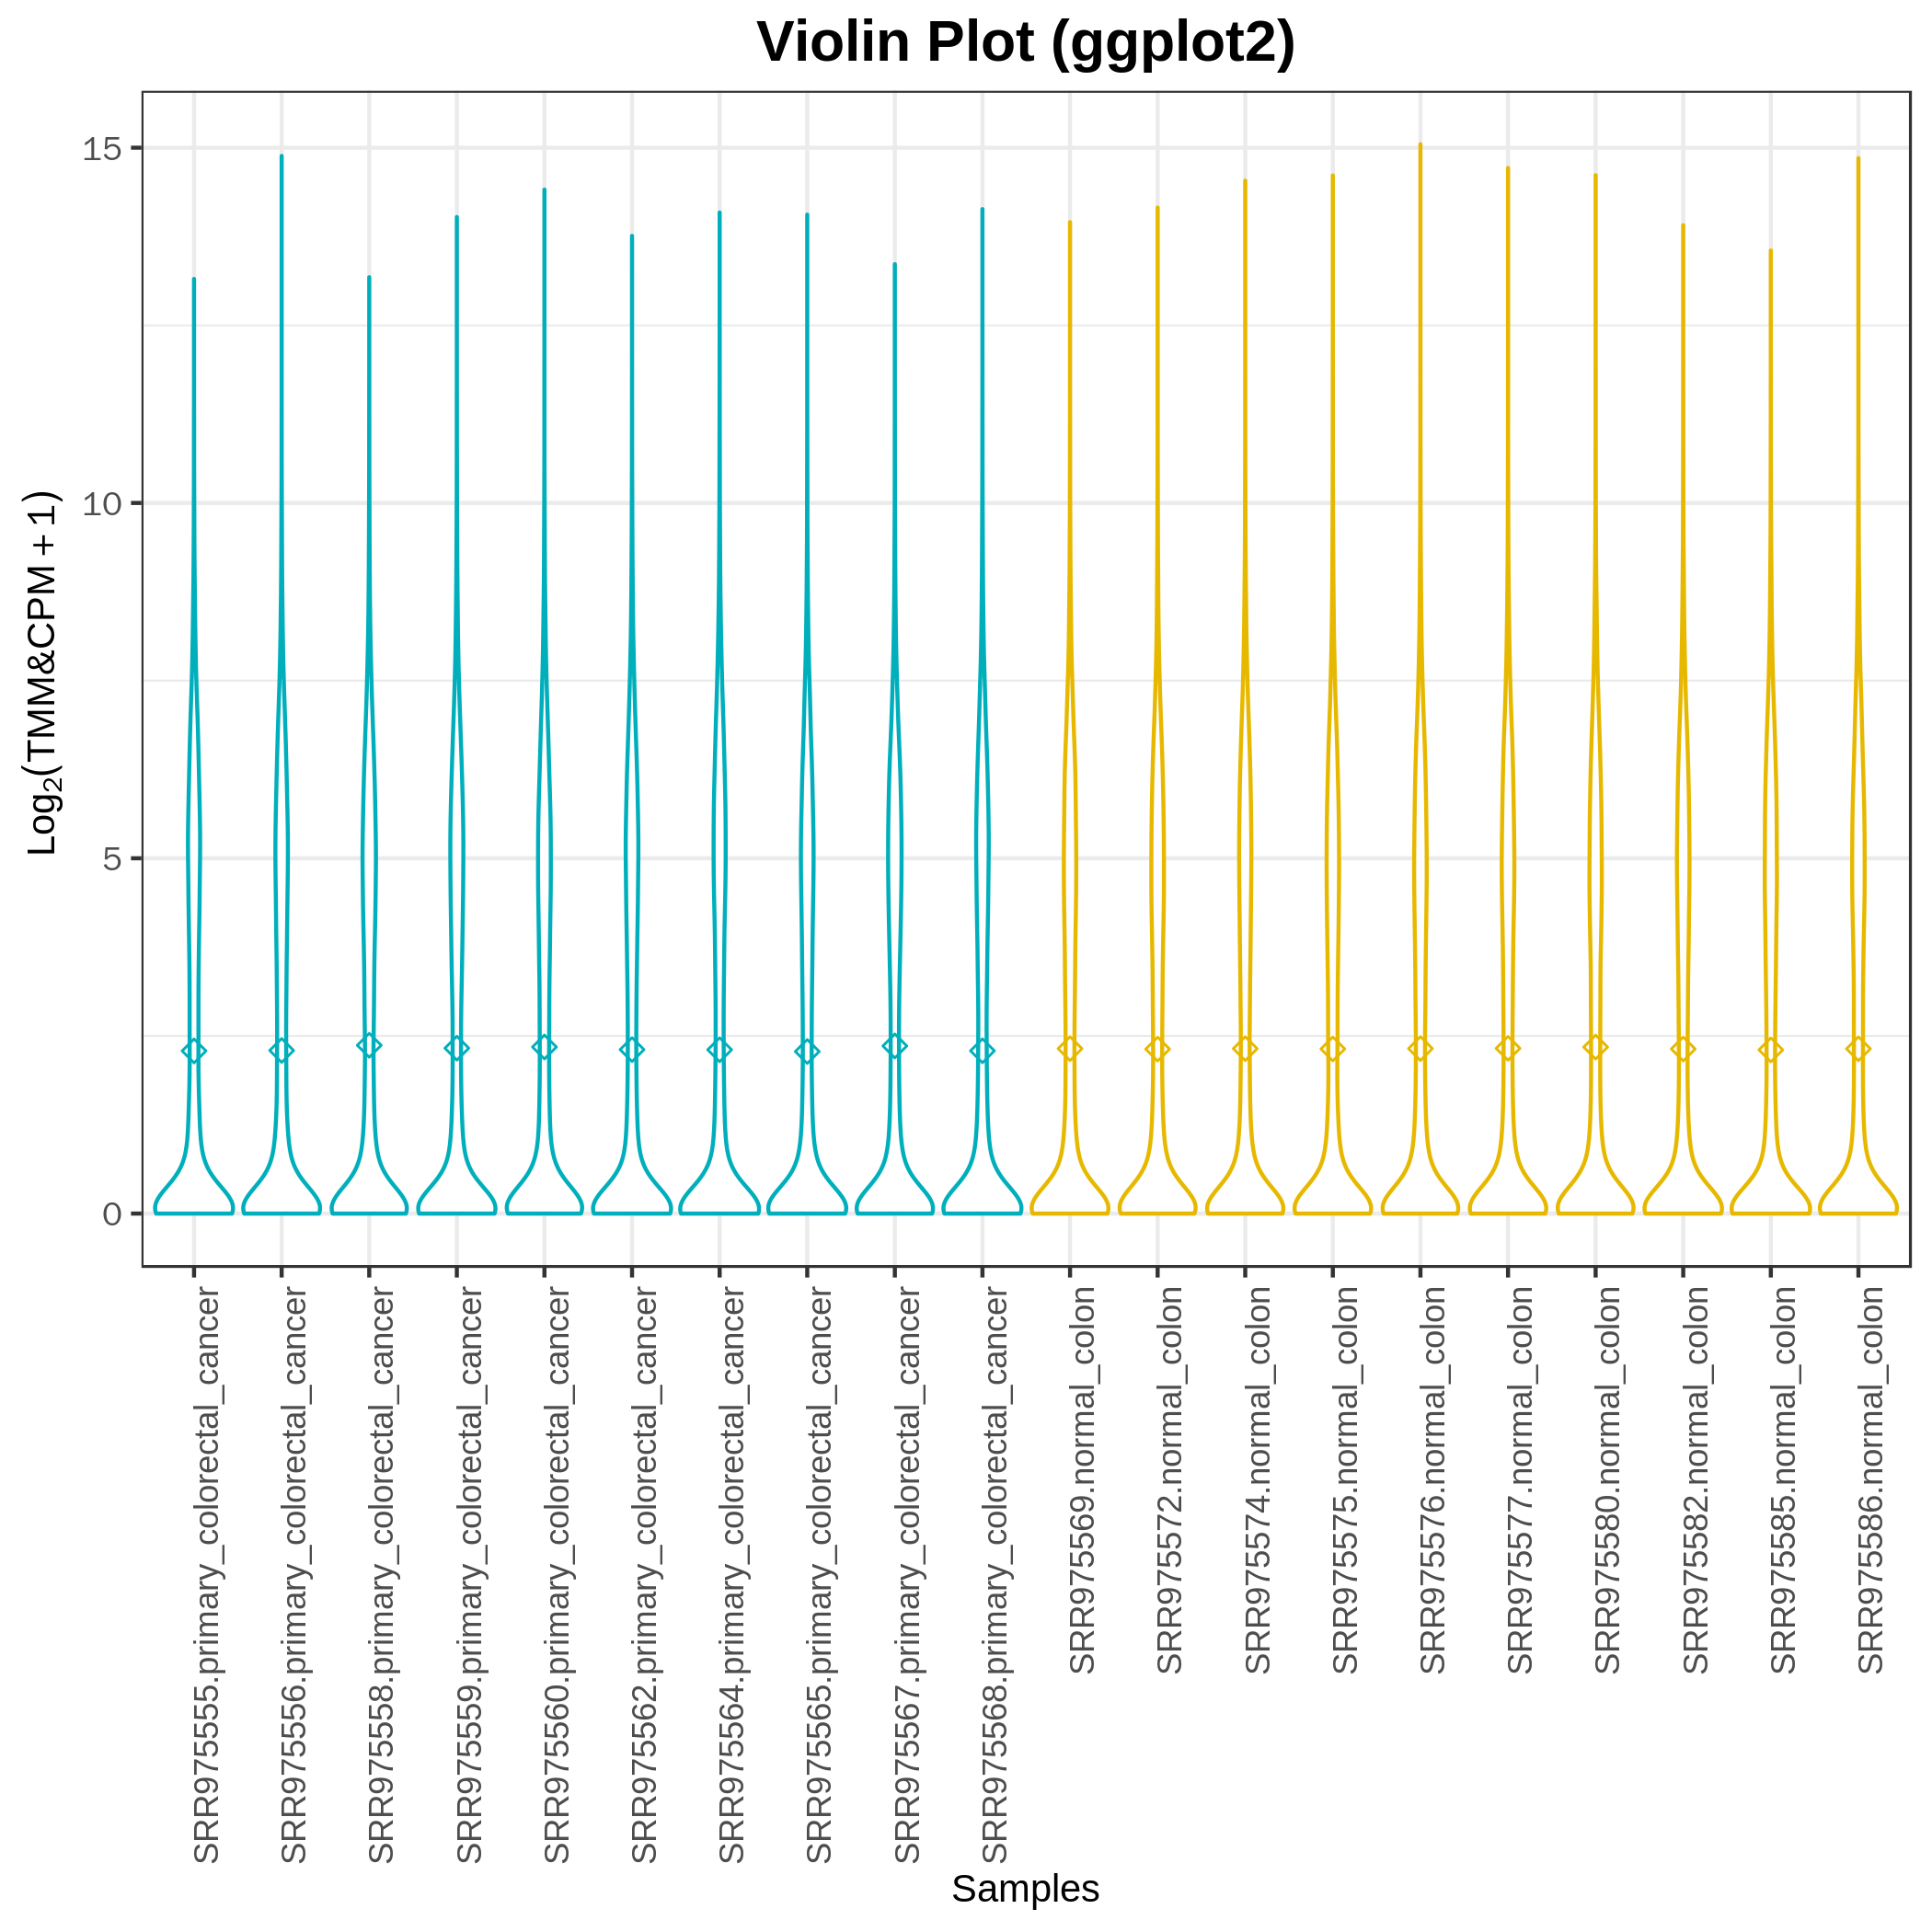 Violin Plot (ggplot2)
Log₂(TMM&CPM + 1)
15
10
5
0
SRR975555.primary_colorectal_cancer
SRR975556.primary_colorectal_cancer
SRR975558.primary_colorectal_cancer
SRR975559.primary_colorectal_cancer
SRR975560.primary_colorectal_cancer
SRR975562.primary_colorectal_cancer
SRR975564.primary_colorectal_cancer
SRR975565.primary_colorectal_cancer
SRR975567.primary_colorectal_cancer
SRR975568.primary_colorectal_cancer
SRR975569.normal_colon
SRR975572.normal_colon
SRR975574.normal_colon
SRR975575.normal_colon
SRR975576.normal_colon
SRR975577.normal_colon
SRR975580.normal_colon
SRR975582.normal_colon
SRR975585.normal_colon
SRR975586.normal_colon
Samples